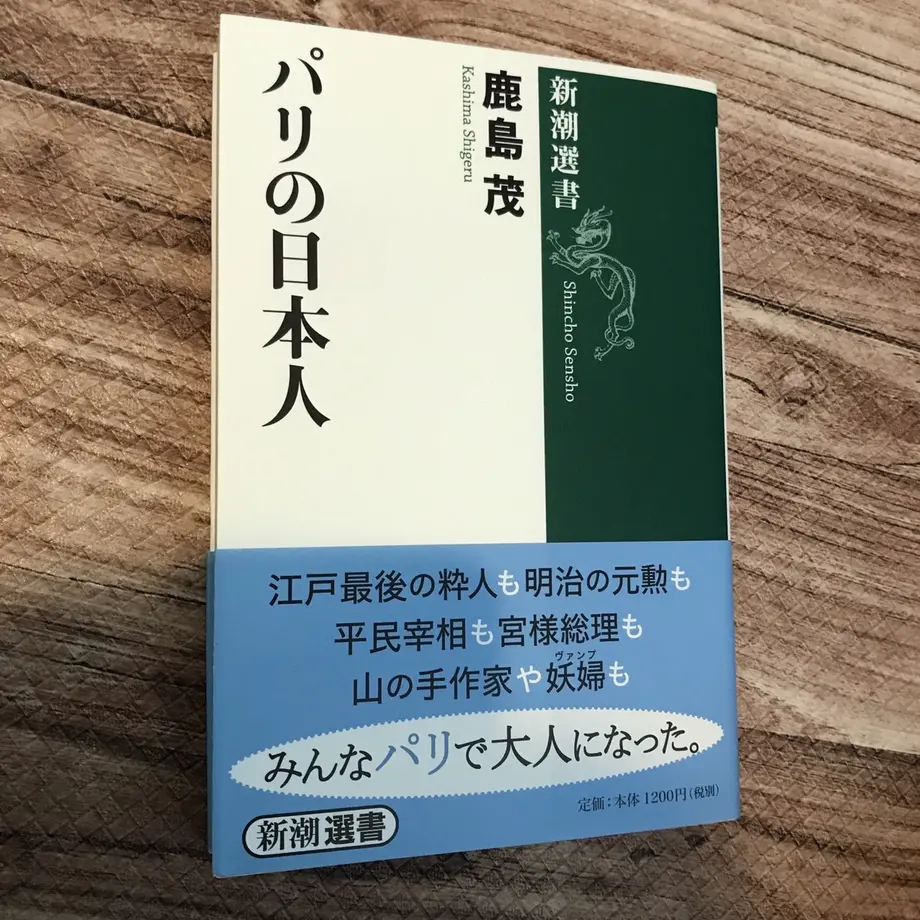 新潮選書
Shincho Sensho
鹿島 茂
Kashima Shigeru
パリの日本人
江戸最後の粋人も明治の元勲も
平民宰相も宮様総理も
ヴァンプ
山の手作家や妖婦も
みんなパリで大人になった。
定価:本体1200円(税別)
新潮選書